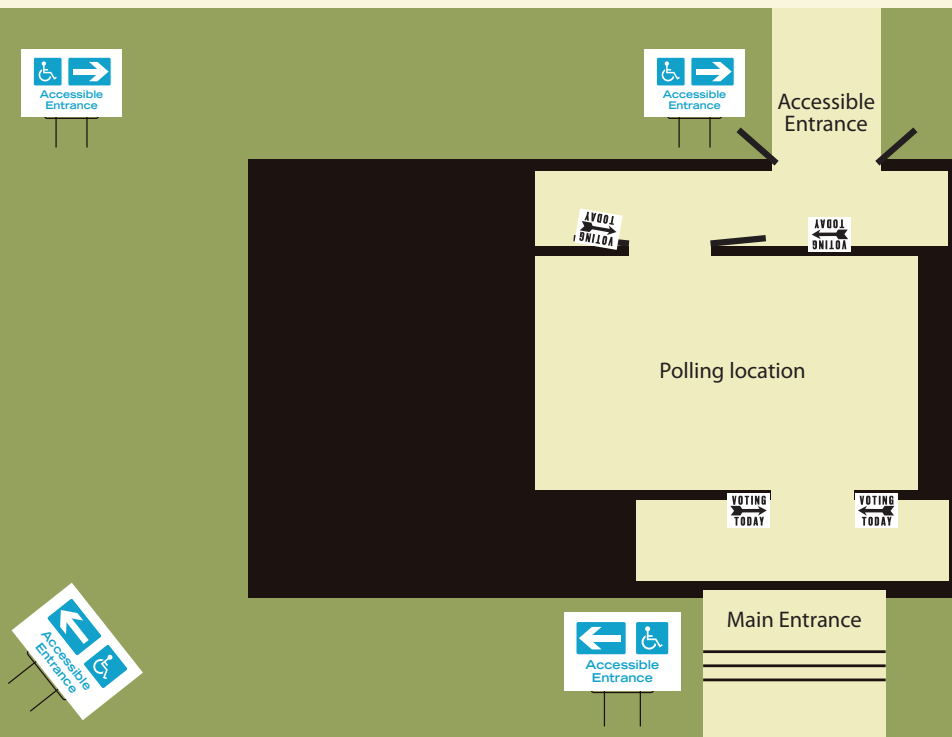 Accessible
Entrance
Accessible
Entrance
Accessible
Entrance
VOTING
TODAY
VOTING
TODAY
Polling location
VOTING
TODAY
VOTING
TODAY
Accessible
Entrance
Accessible
Entrance
Main Entrance